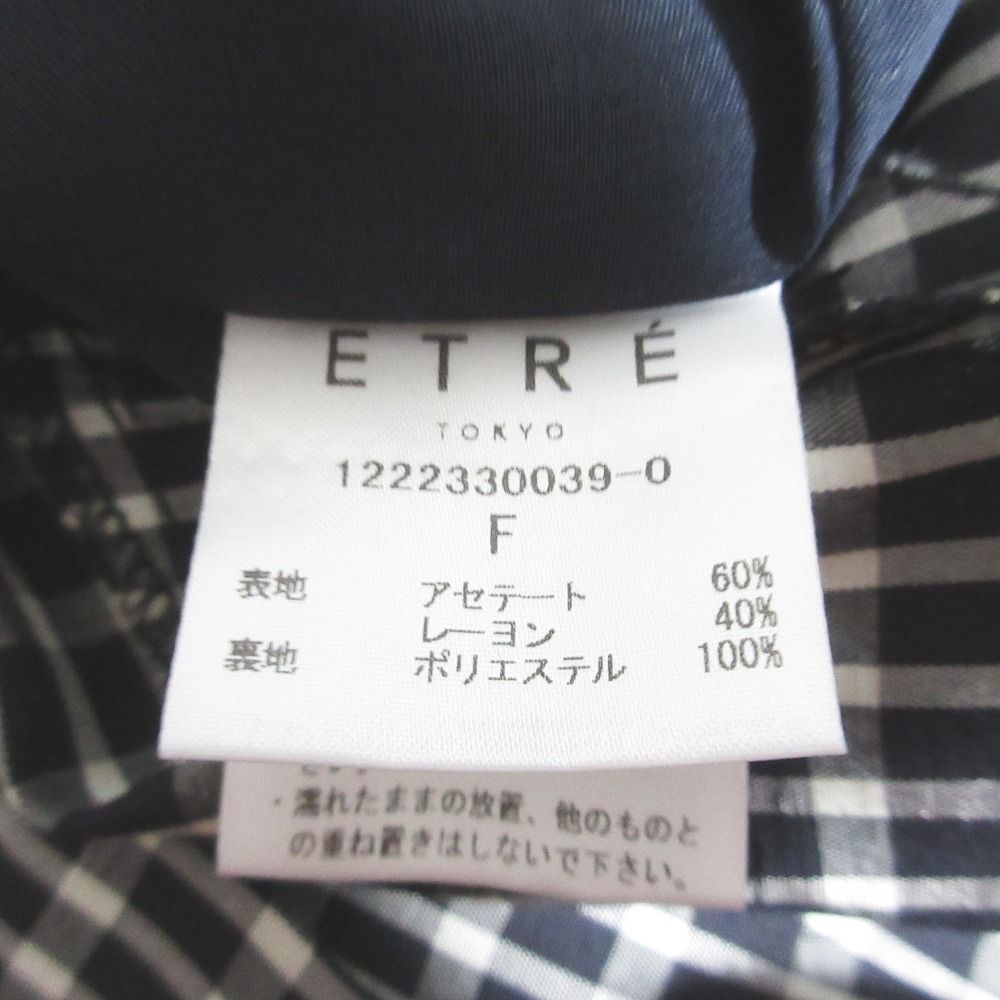 ETRÉ
TOKYO
1222330039-0
F
表地 アセテート 60%
レーヨン 40%
裏地 ポリエステル 100%
・濡れたままの放置、他のものと
の重ね置きはしないで下さい。